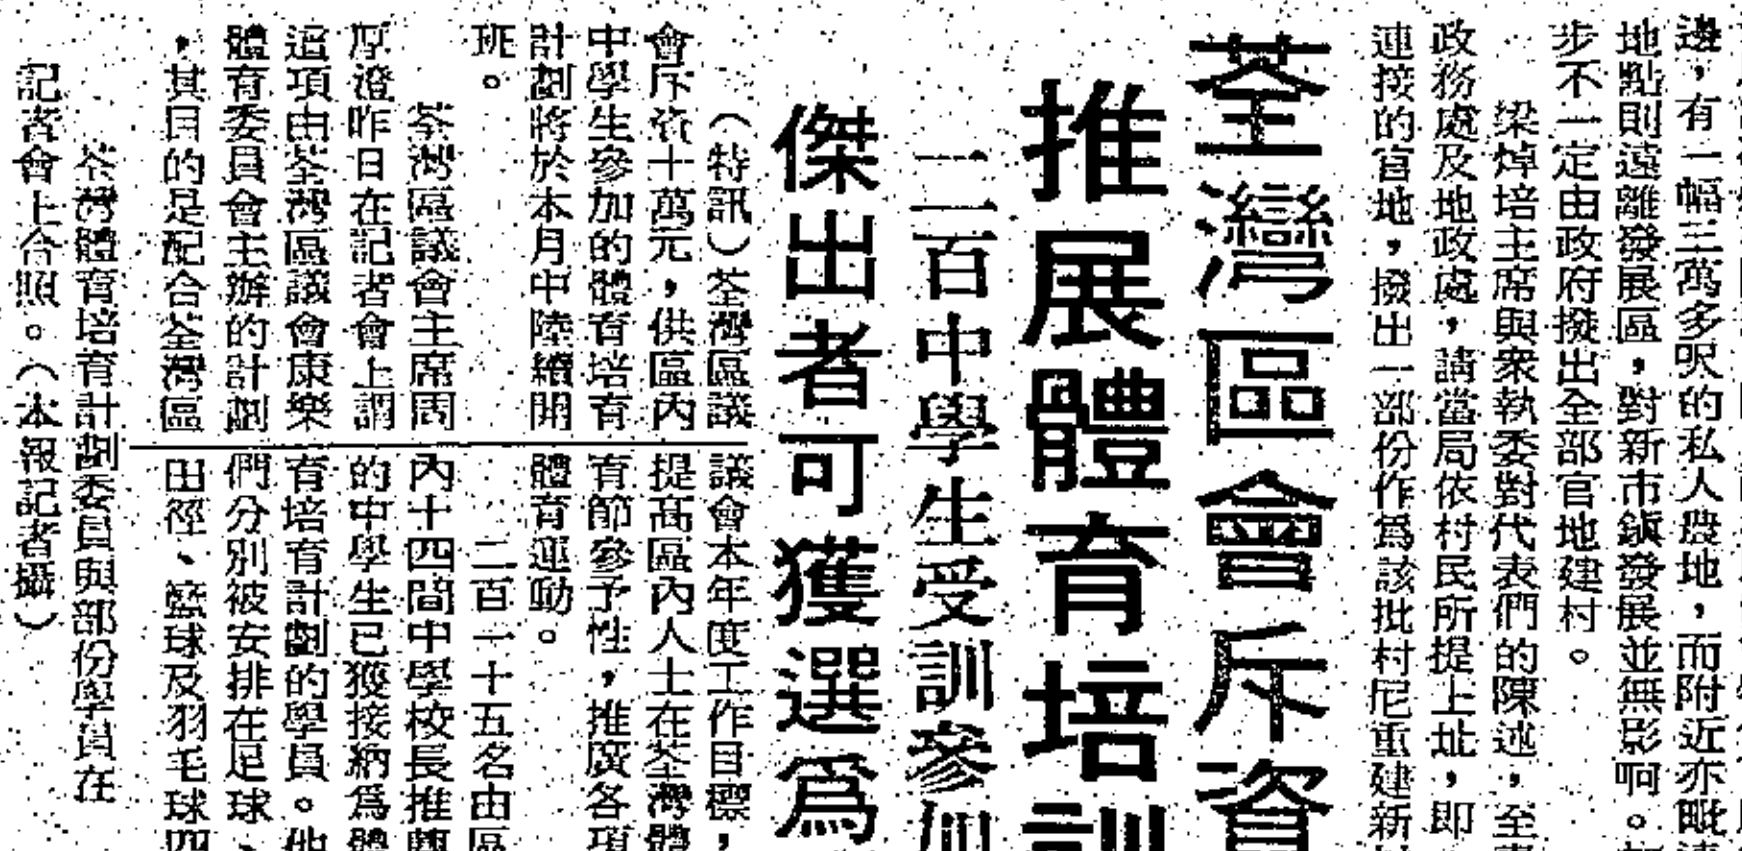 邊，有一幅三萬多呎的私人農地，而附近亦毗
地點則遠離發展區，對新市鎮發展並無影响。
步不一定由政府撥出全部官地建村。
梁焯培主席與衆執委對代表們的陳述，至
政務處及地政處，請當局依村民所提上址，即
連接的官地，撥出一部份作爲該批村尼重建新
荃灣區會斥資
推展體育培訓
二百中學生受訓參加
傑出者可獲選爲
（特訊）荃灣區議
會斥資十萬元，供區內
中學生參加的體育培育
計劃將於本月中陸續開
班。
荃灣區議會主席周
厚澄昨日在記者會上謂
這項由荃灣區議會康樂
體育委員會主辦的計劃
，其目的是配合荃灣區
議會本年度工作目標，
提高區內人士在荃灣體
育節參予性，推廣各項
體育運動。
二百一十五名由區
內十四間中學校長推薦
的中學生已獲接納爲體
育培育計劃的學員。他
們分別被安排在足球、
田徑、籃球及羽毛球四
荃灣體育培育計劃委員與部份學員在
記者會上合照。（本報記者攝）